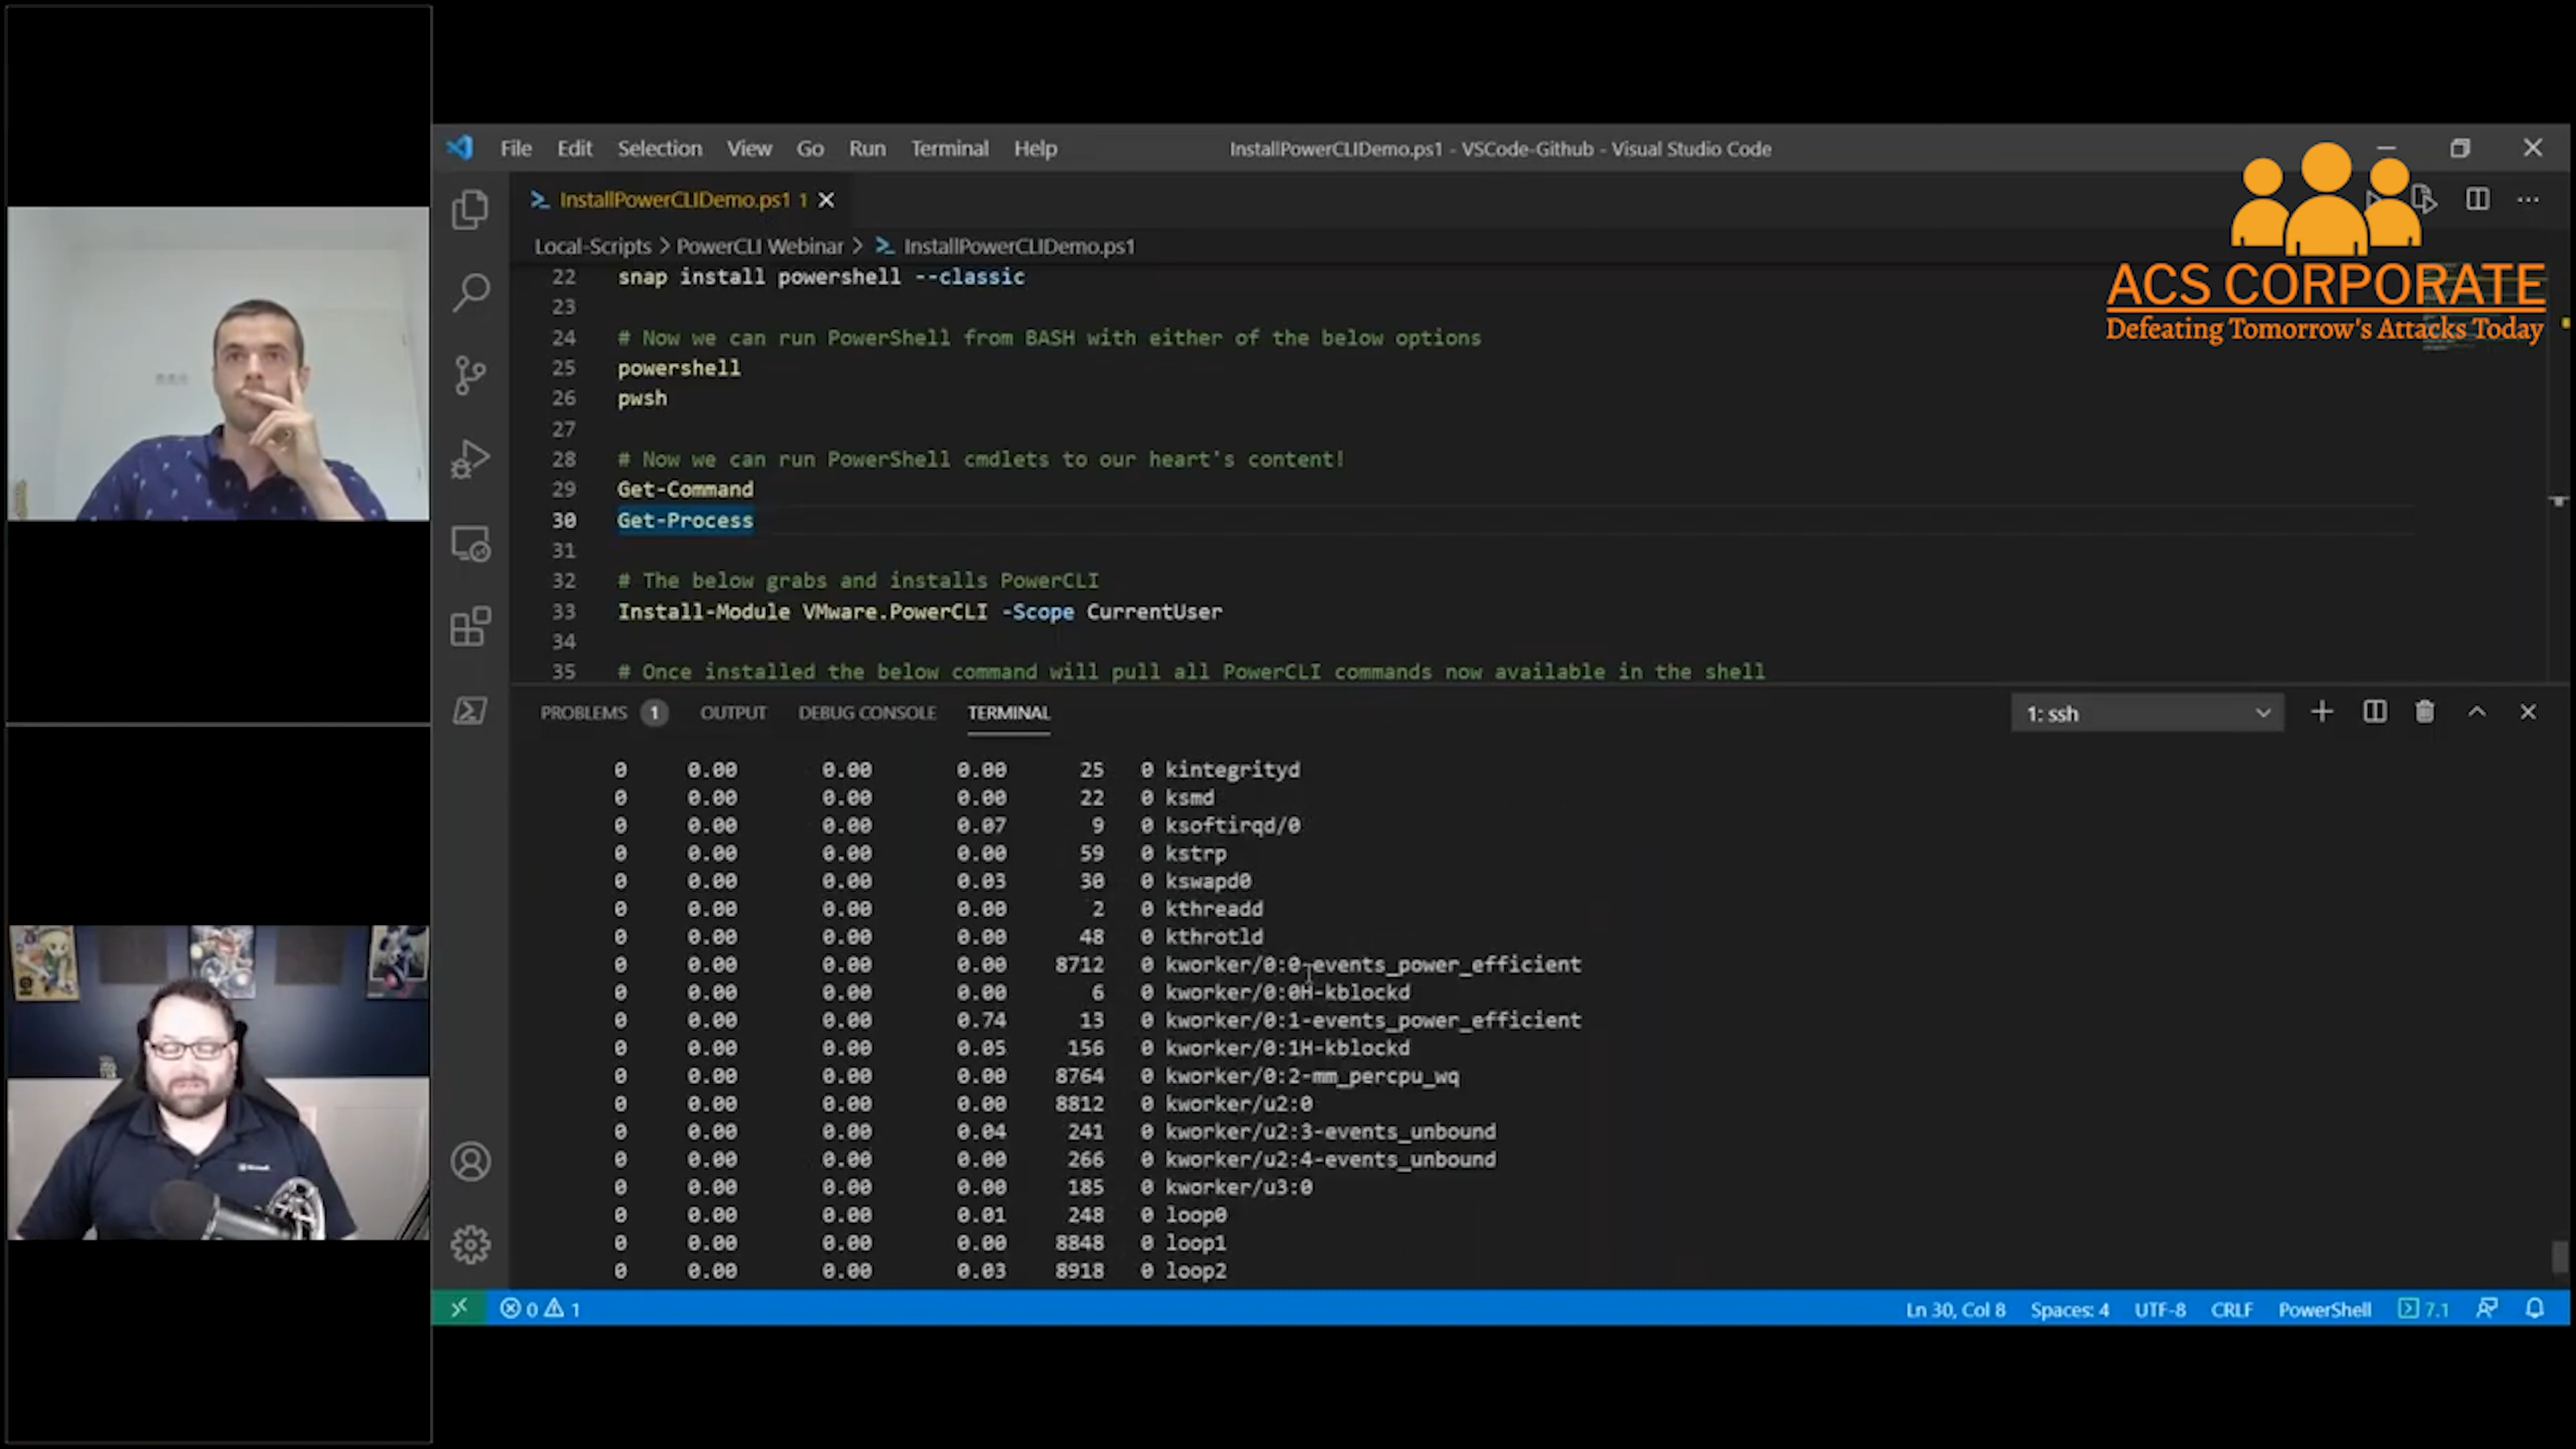 File Edit Selection View Go Run Terminal Help
InstallPowerCLIDemo.ps1 - VSCode-Github - Visual Studio Code
InstallPowerCLIDemo.ps1 1
Local-Scripts > PowerCLI Webinar > InstallPowerCLIDemo.ps1
ACS CORPORATE
Defeating Tomorrow's Attacks Today
22 snap install powershell --classic
23
24 # Now we can run PowerShell from BASH with either of the below options
25 powershell
26 pwsh
27
28 # Now we can run PowerShell cmdlets to our heart's content!
29 Get-Command
30 Get-Process
31
32 # The below grabs and installs PowerCLI
33 Install-Module VMware.PowerCLI -Scope CurrentUser
34
35 # Once installed the below command will pull all PowerCLI commands now available in the shell
PROBLEMS 1 OUTPUT DEBUG CONSOLE TERMINAL
1: ssh
0 0.00 0.00 0.00 25 0 kintegrityd
0 0.00 0.00 0.00 22 0 ksmd
0 0.00 0.00 0.07 9 0 ksoftirqd/0
0 0.00 0.00 0.00 59 0 kstrp
0 0.00 0.00 0.03 30 0 kswapd0
0 0.00 0.00 0.00 2 0 kthreadd
0 0.00 0.00 0.00 48 0 kthrotld
0 0.00 0.00 0.00 8712 0 kworker/0:0-events_power_efficient
0 0.00 0.00 0.00 6 0 kworker/0:0H-kblockd
0 0.00 0.00 0.74 13 0 kworker/0:1-events_power_efficient
0 0.00 0.00 0.05 156 0 kworker/0:1H-kblockd
0 0.00 0.00 0.00 8764 0 kworker/0:2-mm_percpu_wq
0 0.00 0.00 0.00 8812 0 kworker/u2:0
0 0.00 0.00 0.04 241 0 kworker/u2:3-events_unbound
0 0.00 0.00 0.00 266 0 kworker/u2:4-events_unbound
0 0.00 0.00 0.00 185 0 kworker/u3:0
0 0.00 0.00 0.01 248 0 loop0
0 0.00 0.00 0.00 8848 0 loop1
0 0.00 0.00 0.03 8918 0 loop2
0 1
Ln 30, Col 8 Spaces: 4 UTF-8 CRLF PowerShell 7.1